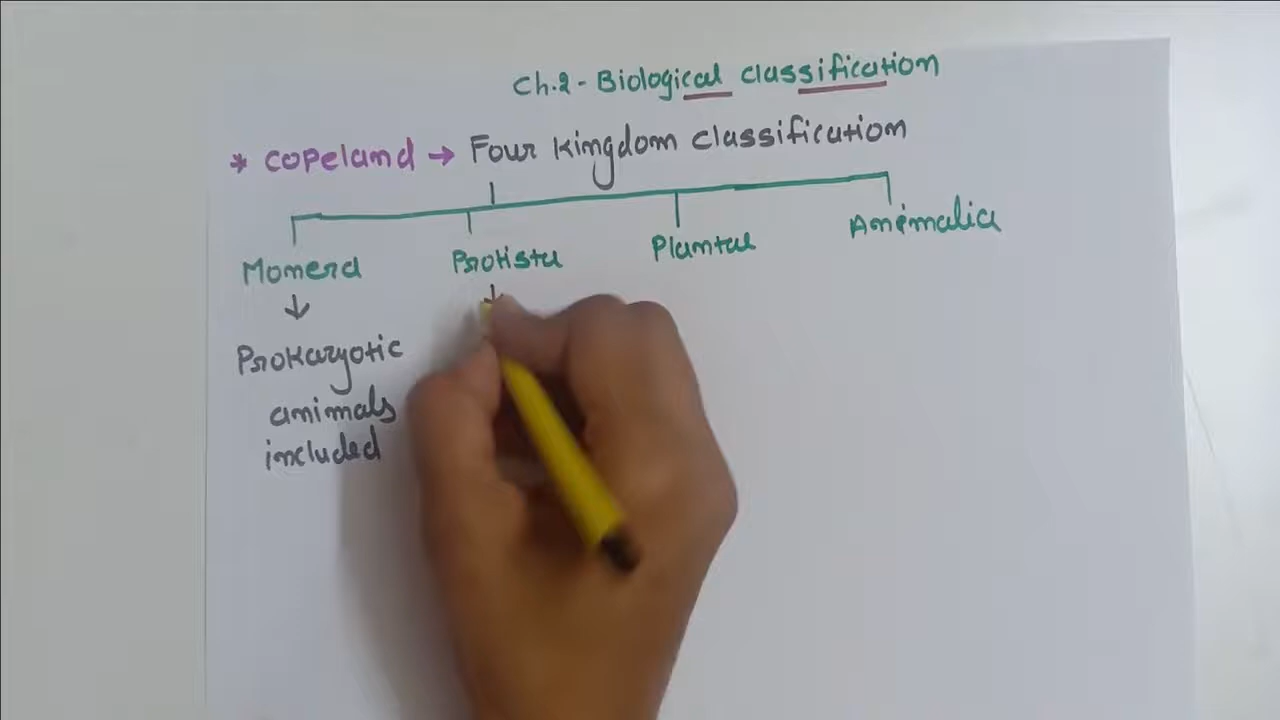 Ch.2 - Biological classification
* Copeland → Four kingdom classification
Monera Protista Plantae Animalia
↓ ↓
Prokaryotic
animals
included